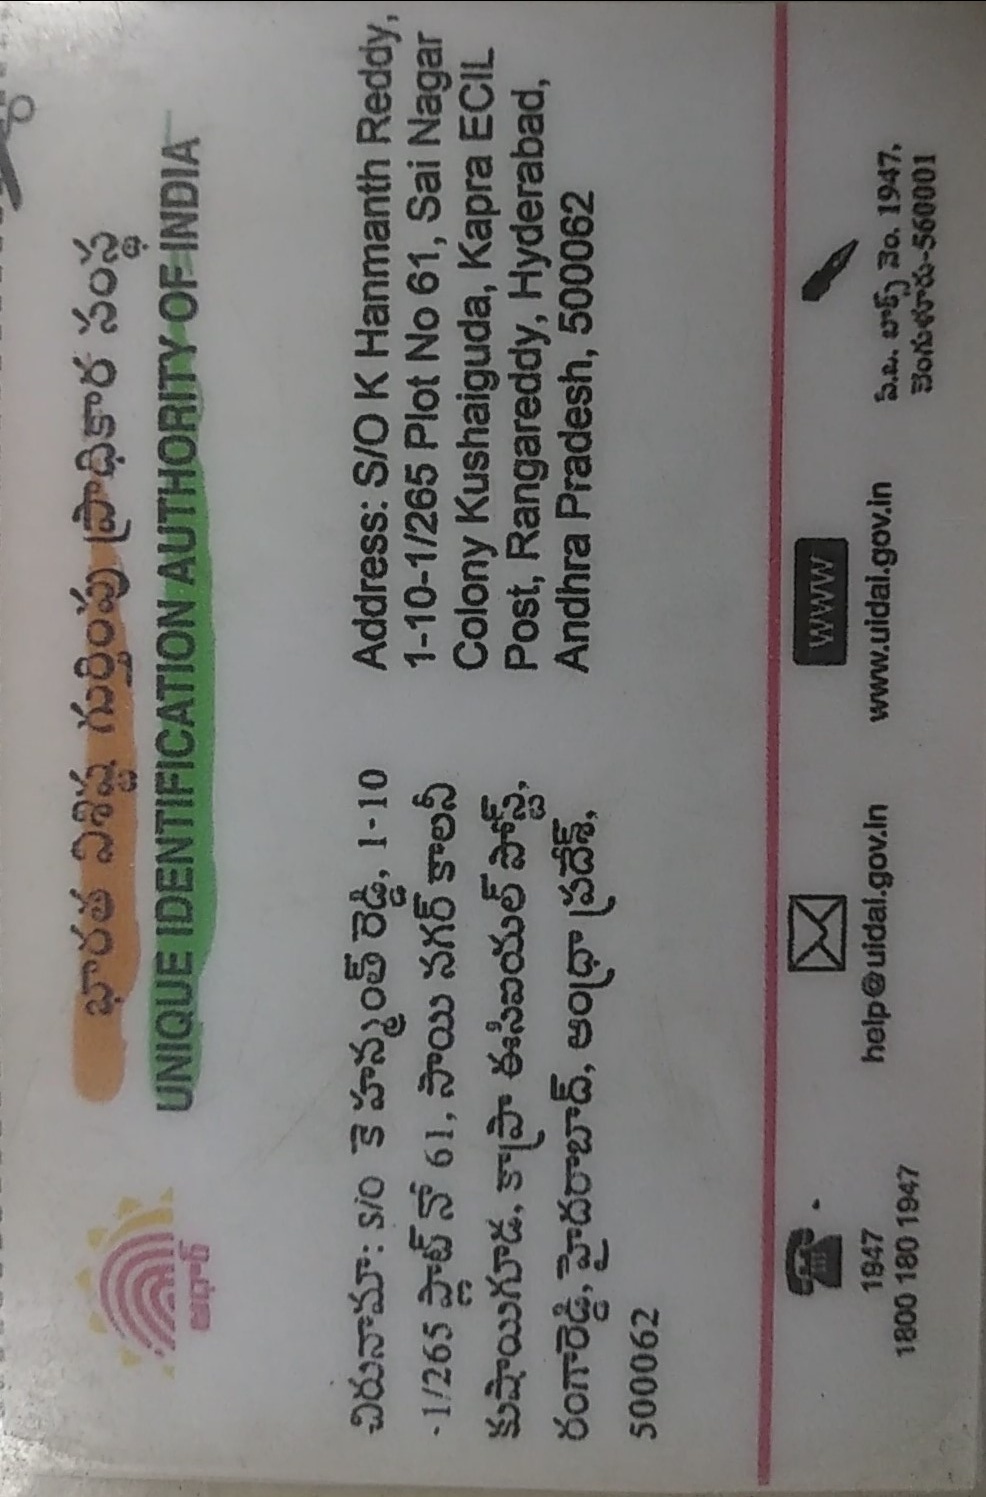 భారత విశిష్ట గుర్తింపు ప్రాధికార సంస్థ
UNIQUE IDENTIFICATION AUTHORITY OF INDIA
ఆధార్
చిరునామా: S/O కె హన్మంత్ రెడ్డి, 1-10
-1/265 ప్లాట్ నో 61, సాయి నగర్ కాలనీ
కుషాయిగూడ, కాప్రా ఈసిఐయల్ పోస్ట్,
రంగారెడ్డి, హైదరాబాద్, ఆంధ్రా ప్రదేశ్,
500062
Address: S/O K Hanmanth Reddy,
1-10-1/265 Plot No 61, Sai Nagar
Colony Kushaiguda, Kapra ECIL
Post, Rangareddy, Hyderabad,
Andhra Pradesh, 500062
1947
1800 180 1947
help@uidai.gov.in
WWW
www.uidai.gov.in
పి.బి. బాక్స్ నెం. 1947,
బెంగుళూరు-560001